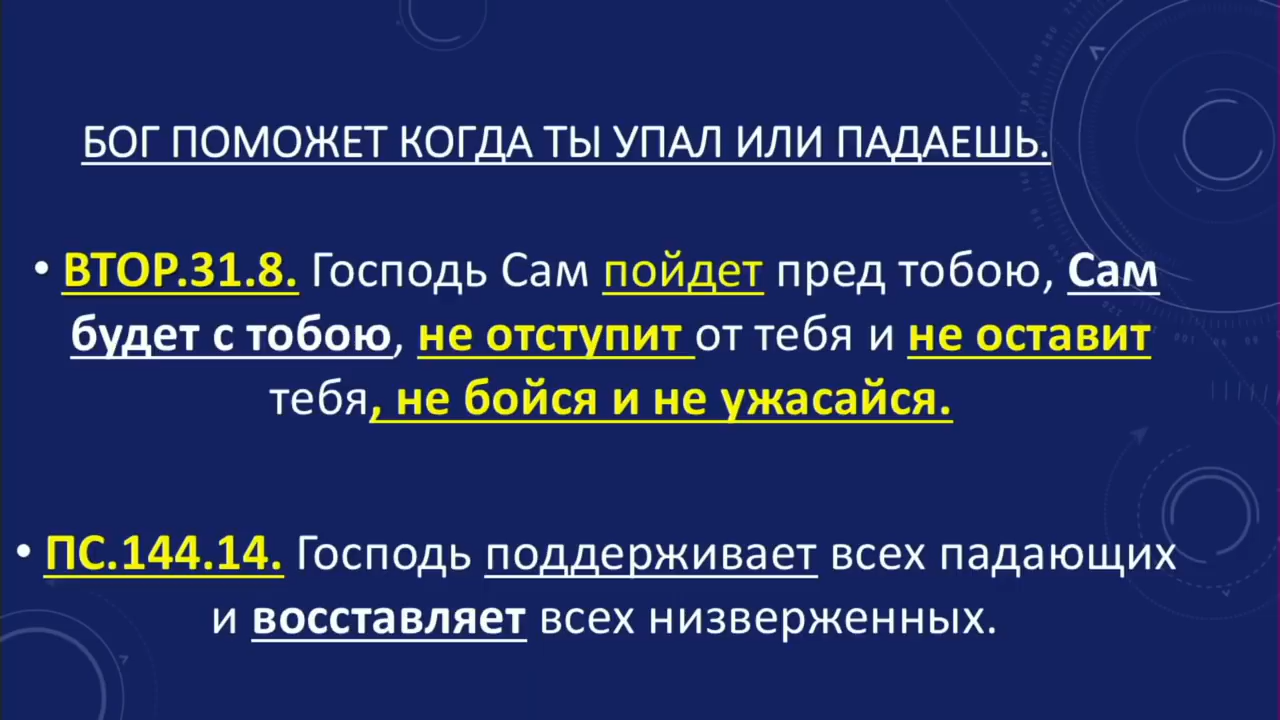 БОГ ПОМОЖЕТ КОГДА ТЫ УПАЛ ИЛИ ПАДАЕШЬ.
• ВТОР.31.8. Господь Сам пойдет пред тобою, Сам
будет с тобою, не отступит от тебя и не оставит
тебя, не бойся и не ужасайся.
• ПС.144.14. Господь поддерживает всех падающих
и восставляет всех низверженных.